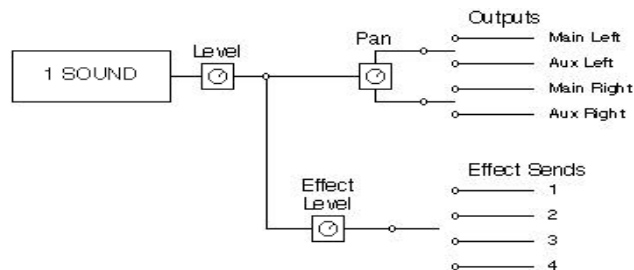 Outputs
Level
Pan
Main Left
1 SOUND
Aux Left
Main Right
Aux Right
Effect Sends
Effect
Level
1
2
3
4